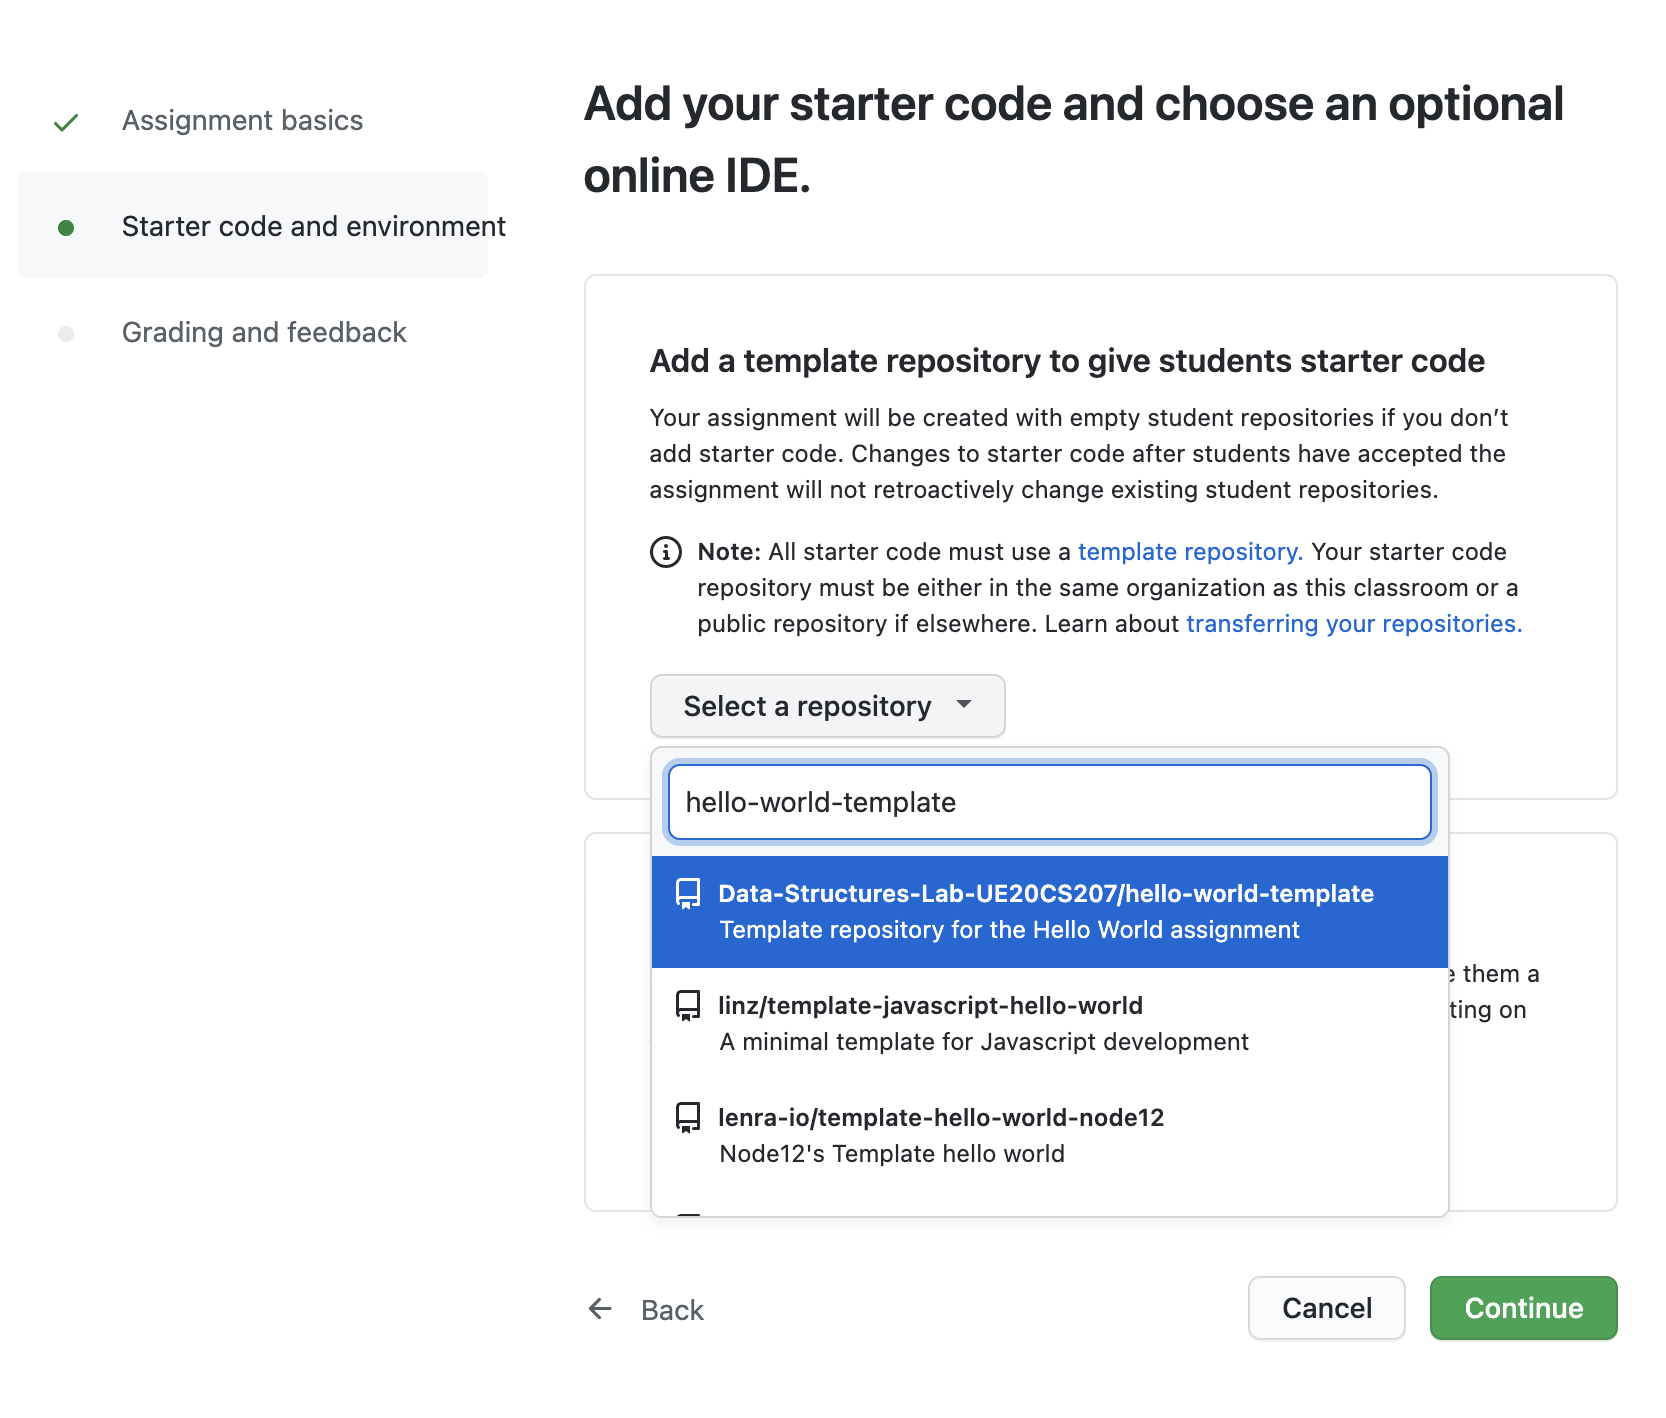 Assignment basics
Starter code and environment
Grading and feedback
Add your starter code and choose an optional
online IDE.
Add a template repository to give students starter code
Your assignment will be created with empty student repositories if you don’t
add starter code. Changes to starter code after students have accepted the
assignment will not retroactively change existing student repositories.
Note: All starter code must use a template repository. Your starter code
repository must be either in the same organization as this classroom or a
public repository if elsewhere. Learn about transferring your repositories.
Select a repository
hello-world-template
Data-Structures-Lab-UE20CS207/hello-world-template
Template repository for the Hello World assignment
linz/template-javascript-hello-world
A minimal template for Javascript development
lenra-io/template-hello-world-node12
Node12's Template hello world
them a
on
Back
Cancel
Continue